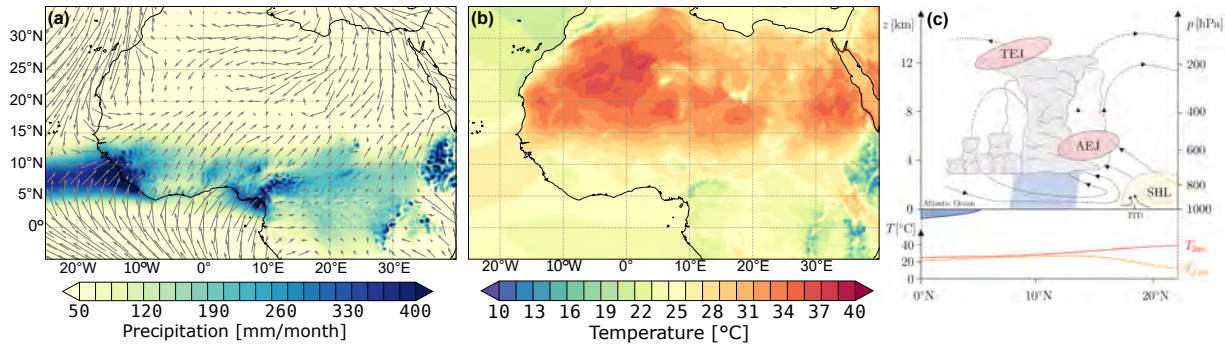 (a)
30°N
25°N
20°N
15°N
10°N
5°N
0°
20°W 10°W 0° 10°E 20°E 30°E
50 120 190 260 330 400
Precipitation [mm/month]
(b)
20°W 10°W 0° 10°E 20°E 30°E
10 13 16 19 22 25 28 31 34 37 40
Temperature [°C]
(c)
z [km] p [hPa]
TEJ
12
200
8
400
AEJ
600
4
800
SHL
Atlantic Ocean
0 1000
ITD
T [°C]
40
20
0
0°N 10°N 20°N